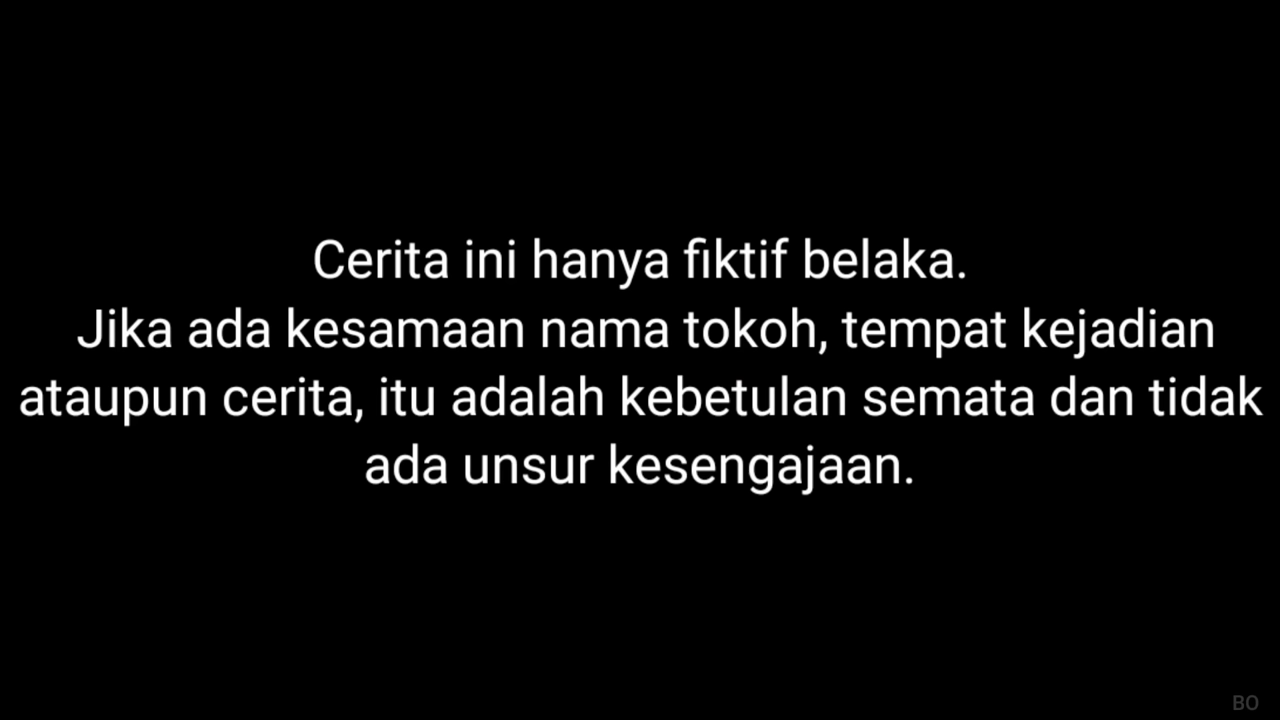 Cerita ini hanya fiktif belaka.
Jika ada kesamaan nama tokoh, tempat kejadian
ataupun cerita, itu adalah kebetulan semata dan tidak
ada unsur kesengajaan.
BO